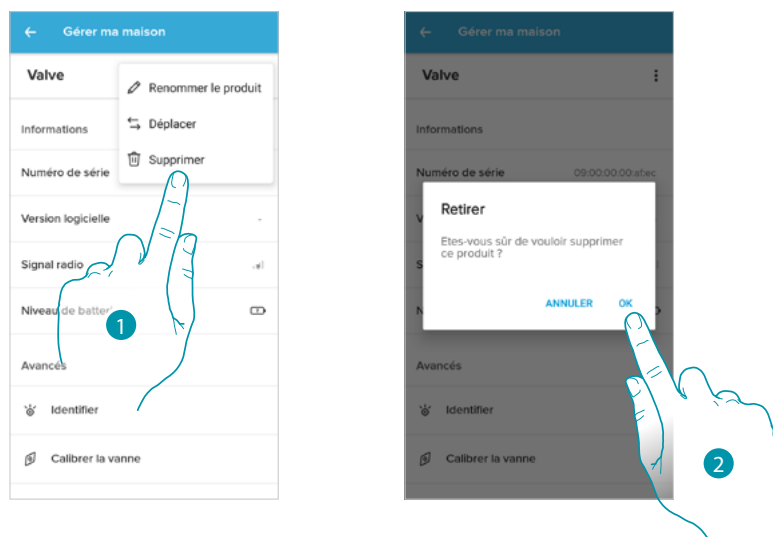 Gérer ma maison
Valve
Renommer le produit
Déplacer
Supprimer
Informations
Numéro de série
Version logicielle
-
Signal radio
Niveau de batterie
1
Avancés
Identifier
Calibrer la vanne
Gérer ma maison
Valve
Informations
Numéro de série 09:00:00:00:af:ec
Retirer
Etes-vous sûr de vouloir supprimer
ce produit ?
ANNULER OK
Avancés
Identifier
Calibrer la vanne
2